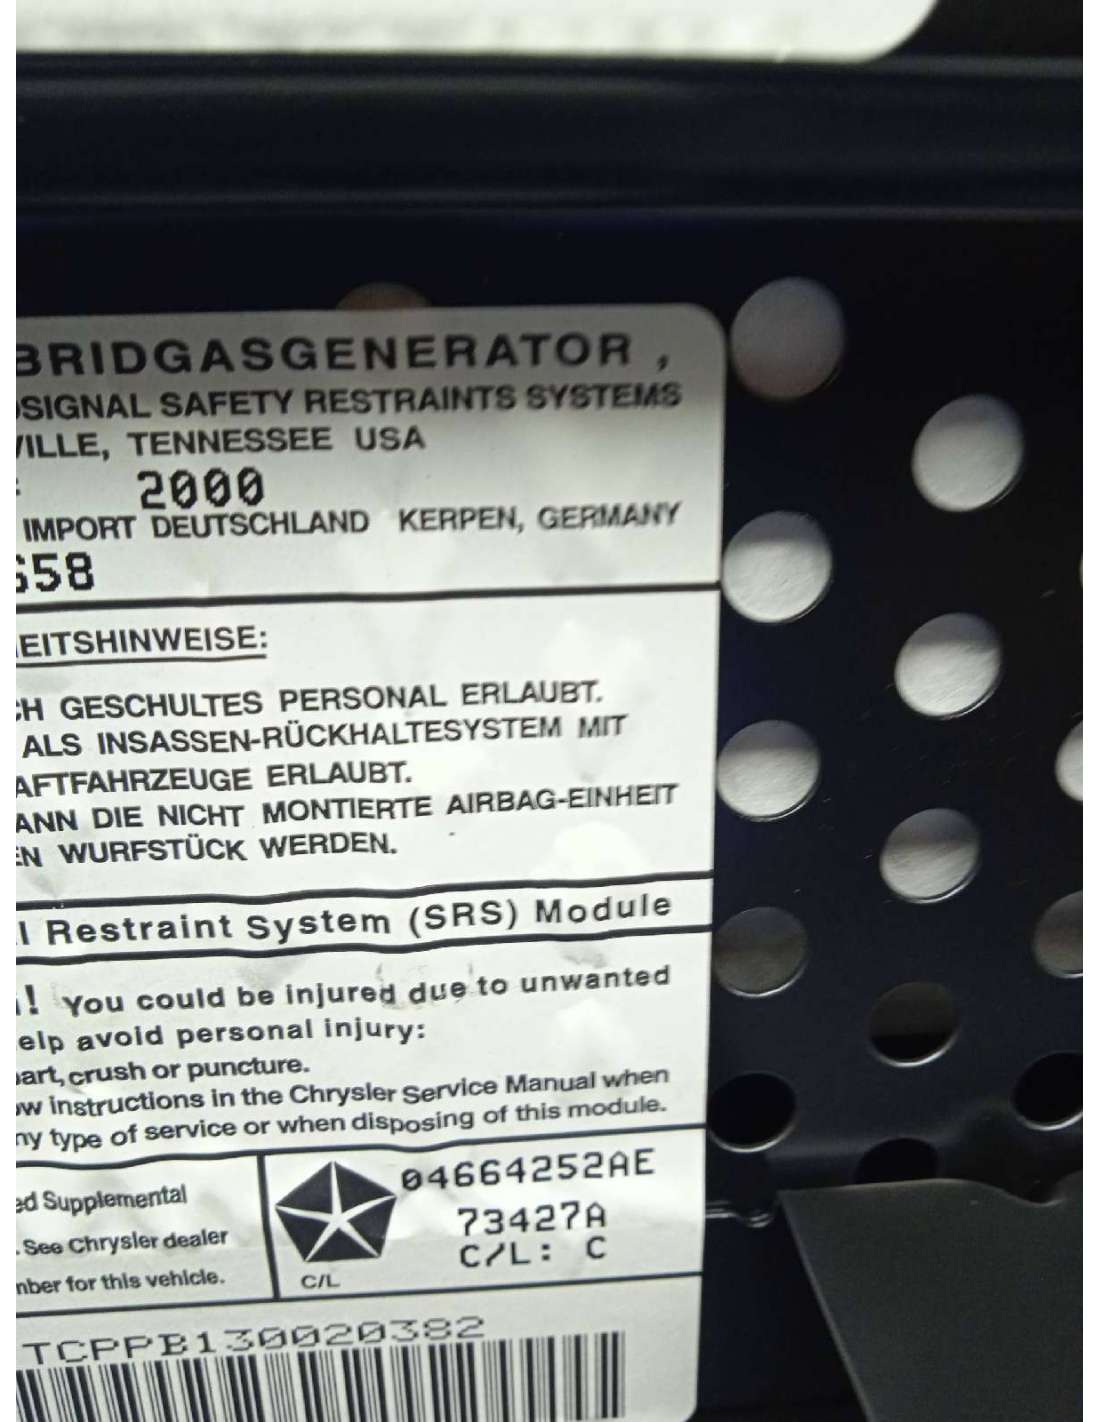 BRIDGASGENERATOR ,
SIGNAL SAFETY RESTRAINTS SYSTEMS
VILLE, TENNESSEE USA
2000
IMPORT DEUTSCHLAND KERPEN, GERMANY
58
EITSHINWEISE:
CH GESCHULTES PERSONAL ERLAUBT.
ALS INSASSEN-RÜCKHALTESYSTEM MIT
AFTFAHRZEUGE ERLAUBT.
ANN DIE NICHT MONTIERTE AIRBAG-EINHEIT
EN WURFSTÜCK WERDEN.
l Restraint System (SRS) Module
! You could be injured due to unwanted
elp avoid personal injury:
part, crush or puncture.
ow instructions in the Chrysler Service Manual when
ny type of service or when disposing of this module.
ed Supplemental
. See Chrysler dealer
mber for this vehicle.
C/L
04664252AE
73427A
C/L: C
TCPPB130020382